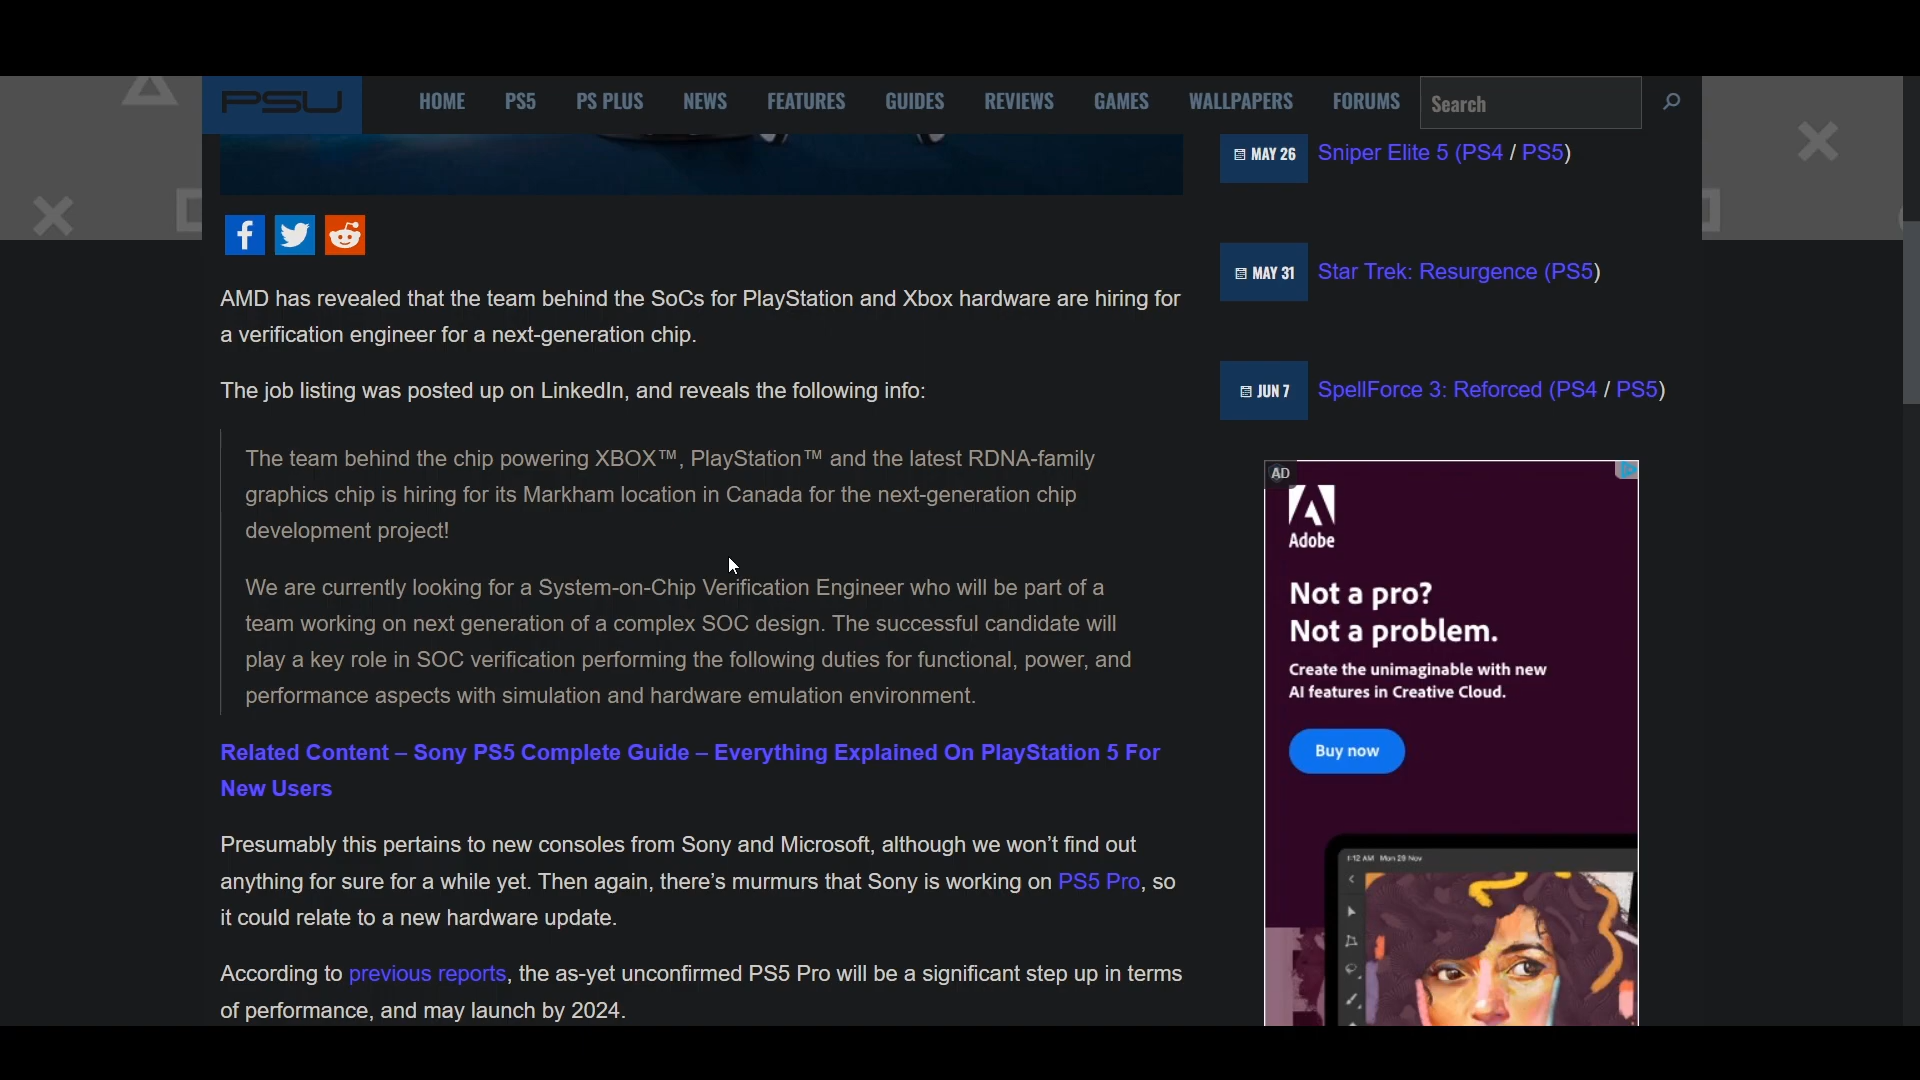 PSU
HOME PS5 PS PLUS NEWS FEATURES GUIDES REVIEWS GAMES WALLPAPERS FORUMS Search
MAY 26 Sniper Elite 5 (PS4 / PS5)
MAY 31 Star Trek: Resurgence (PS5)
JUN 7 SpellForce 3: Reforced (PS4 / PS5)
AMD has revealed that the team behind the SoCs for PlayStation and Xbox hardware are hiring for
a verification engineer for a next-generation chip.
The job listing was posted up on LinkedIn, and reveals the following info:
The team behind the chip powering XBOX™, PlayStation™ and the latest RDNA-family
graphics chip is hiring for its Markham location in Canada for the next-generation chip
development project!
We are currently looking for a System-on-Chip Verification Engineer who will be part of a
team working on next generation of a complex SOC design. The successful candidate will
play a key role in SOC verification performing the following duties for functional, power, and
performance aspects with simulation and hardware emulation environment.
Related Content – Sony PS5 Complete Guide – Everything Explained On PlayStation 5 For
New Users
Presumably this pertains to new consoles from Sony and Microsoft, although we won’t find out
anything for sure for a while yet. Then again, there’s murmurs that Sony is working on PS5 Pro, so
it could relate to a new hardware update.
According to previous reports, the as-yet unconfirmed PS5 Pro will be a significant step up in terms
of performance, and may launch by 2024.
AD
Adobe
Not a pro?
Not a problem.
Create the unimaginable with new
AI features in Creative Cloud.
Buy now
1:12 AM Mon 28 Nov